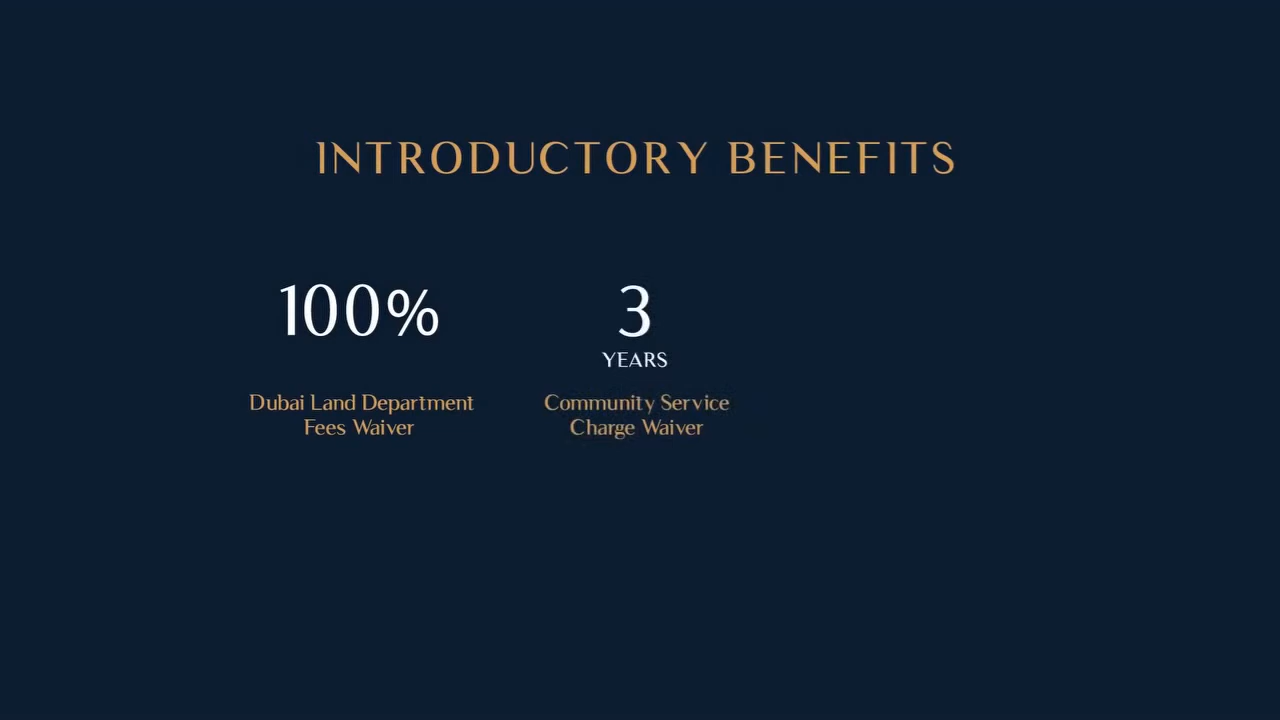 INTRODUCTORY BENEFITS
100%
Dubai Land Department
Fees Waiver
3
YEARS
Community Service
Charge Waiver